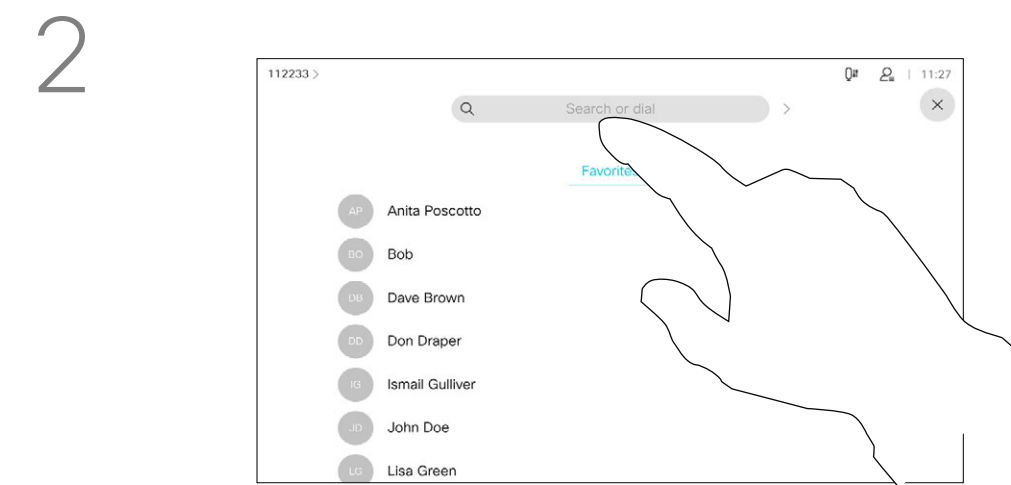 2
112233 >
11:27
Search or dial
Favorites
AP Anita Poscotto
BO Bob
DB Dave Brown
DD Don Draper
IG Ismail Gulliver
JD John Doe
LG Lisa Green